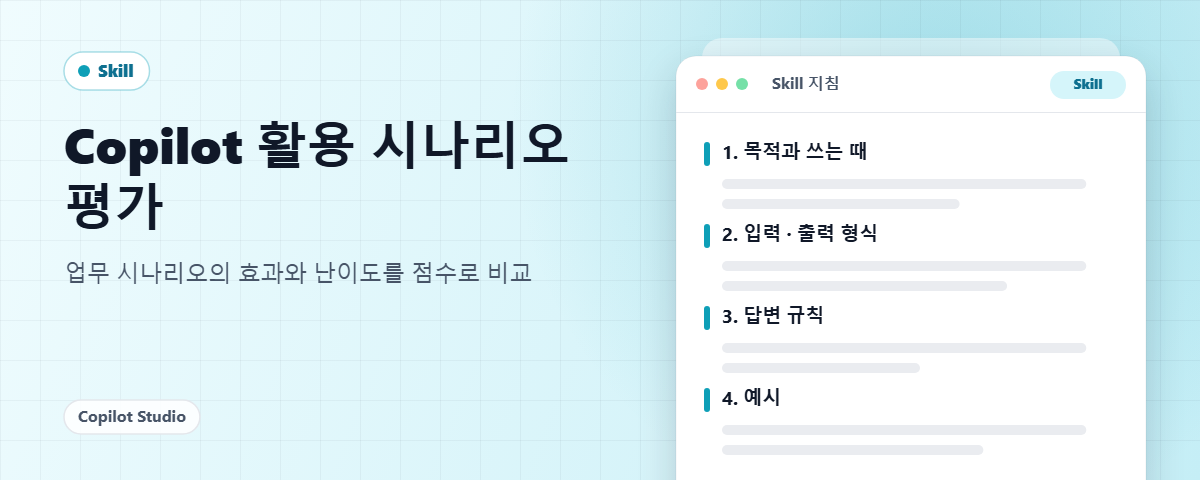 Skill
Copilot 활용 시나리오
평가
업무 시나리오의 효과와 난이도를 점수로 비교
Copilot Studio
Skill 지침
Skill
1. 목적과 쓰는 때
2. 입력 · 출력 형식
3. 답변 규칙
4. 예시